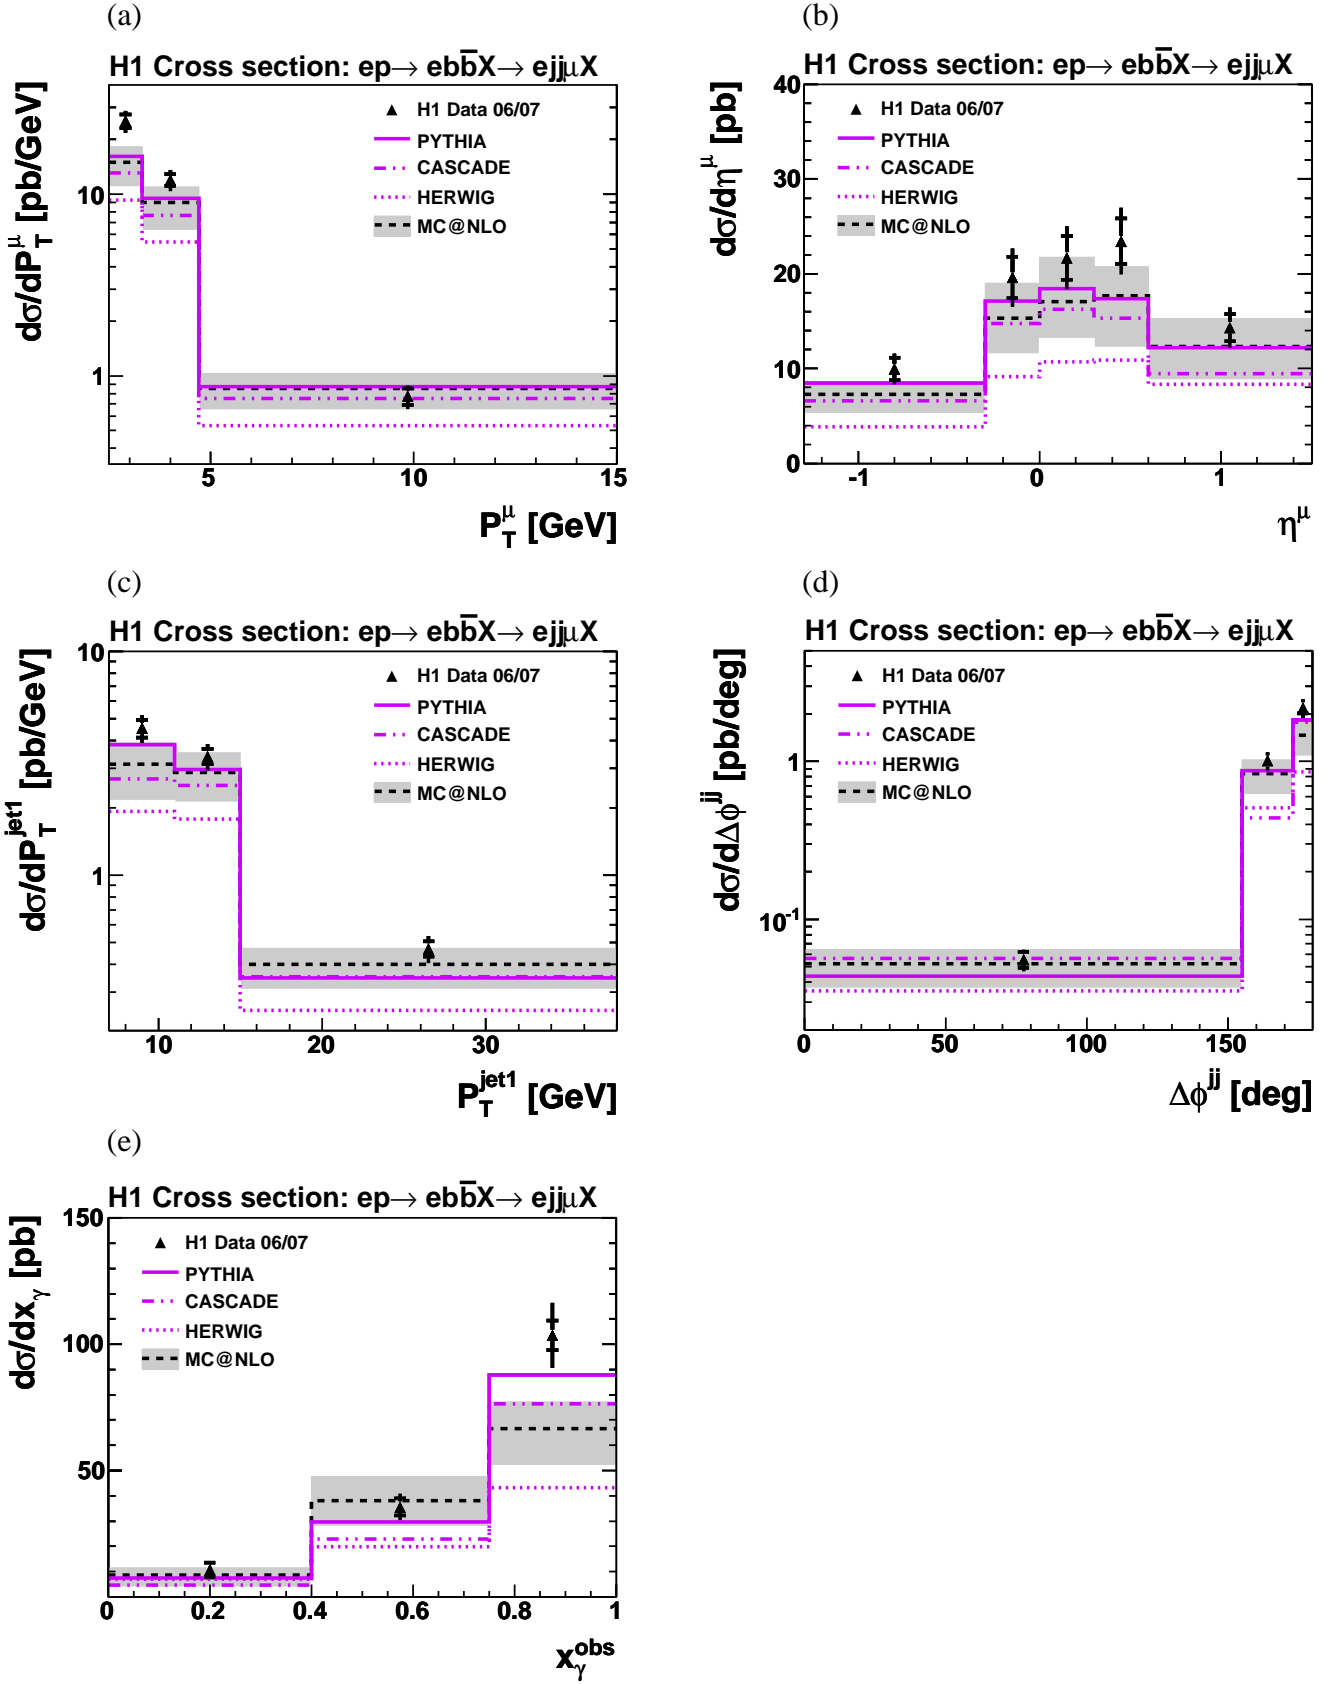 (a)
H1 Cross section: ep→ ebb̅X→ ejjμX
dσ/dP_T^μ [pb/GeV]
H1 Data 06/07
PYTHIA
CASCADE
HERWIG
MC@NLO
10
1
5 10 15
P_T^μ [GeV]
(b)
H1 Cross section: ep→ ebb̅X→ ejjμX
dσ/dη^μ [pb]
H1 Data 06/07
PYTHIA
CASCADE
HERWIG
MC@NLO
40
30
20
10
0
-1 0 1
η^μ
(c)
H1 Cross section: ep→ ebb̅X→ ejjμX
dσ/dP_T^jet1 [pb/GeV]
H1 Data 06/07
PYTHIA
CASCADE
HERWIG
MC@NLO
10
1
10 20 30
P_T^jet1 [GeV]
(d)
H1 Cross section: ep→ ebb̅X→ ejjμX
dσ/dΔϕ^jj [pb/deg]
H1 Data 06/07
PYTHIA
CASCADE
HERWIG
MC@NLO
1
10^-1
0 50 100 150
Δϕ^jj [deg]
(e)
H1 Cross section: ep→ ebb̅X→ ejjμX
dσ/dx_γ [pb]
H1 Data 06/07
PYTHIA
CASCADE
HERWIG
MC@NLO
150
100
50
0 0.2 0.4 0.6 0.8 1
x_γ^obs